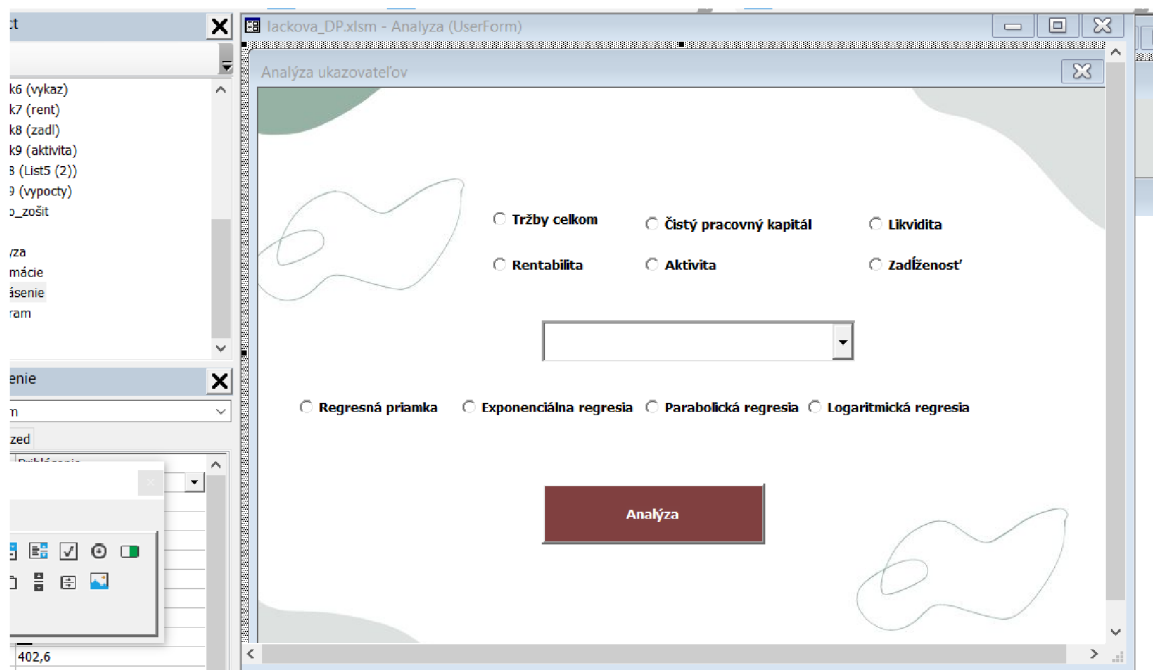 ct
lackova_DP.xlsm - Analyza (UserForm)
Analýza ukazovateľov
k6 (vykaz)
k7 (rent)
k8 (zadl)
k9 (aktivita)
8 (List5 (2))
9 (vypocty)
o_zošit
yza
mácie
ásenie
ram
Tržby celkom
Čistý pracovný kapitál
Likvidita
Rentabilita
Aktivita
Zadĺženosť
enie
m
zed
Regresná priamka
Exponenciálna regresia
Parabolická regresia
Logaritmická regresia
Analýza
402,6